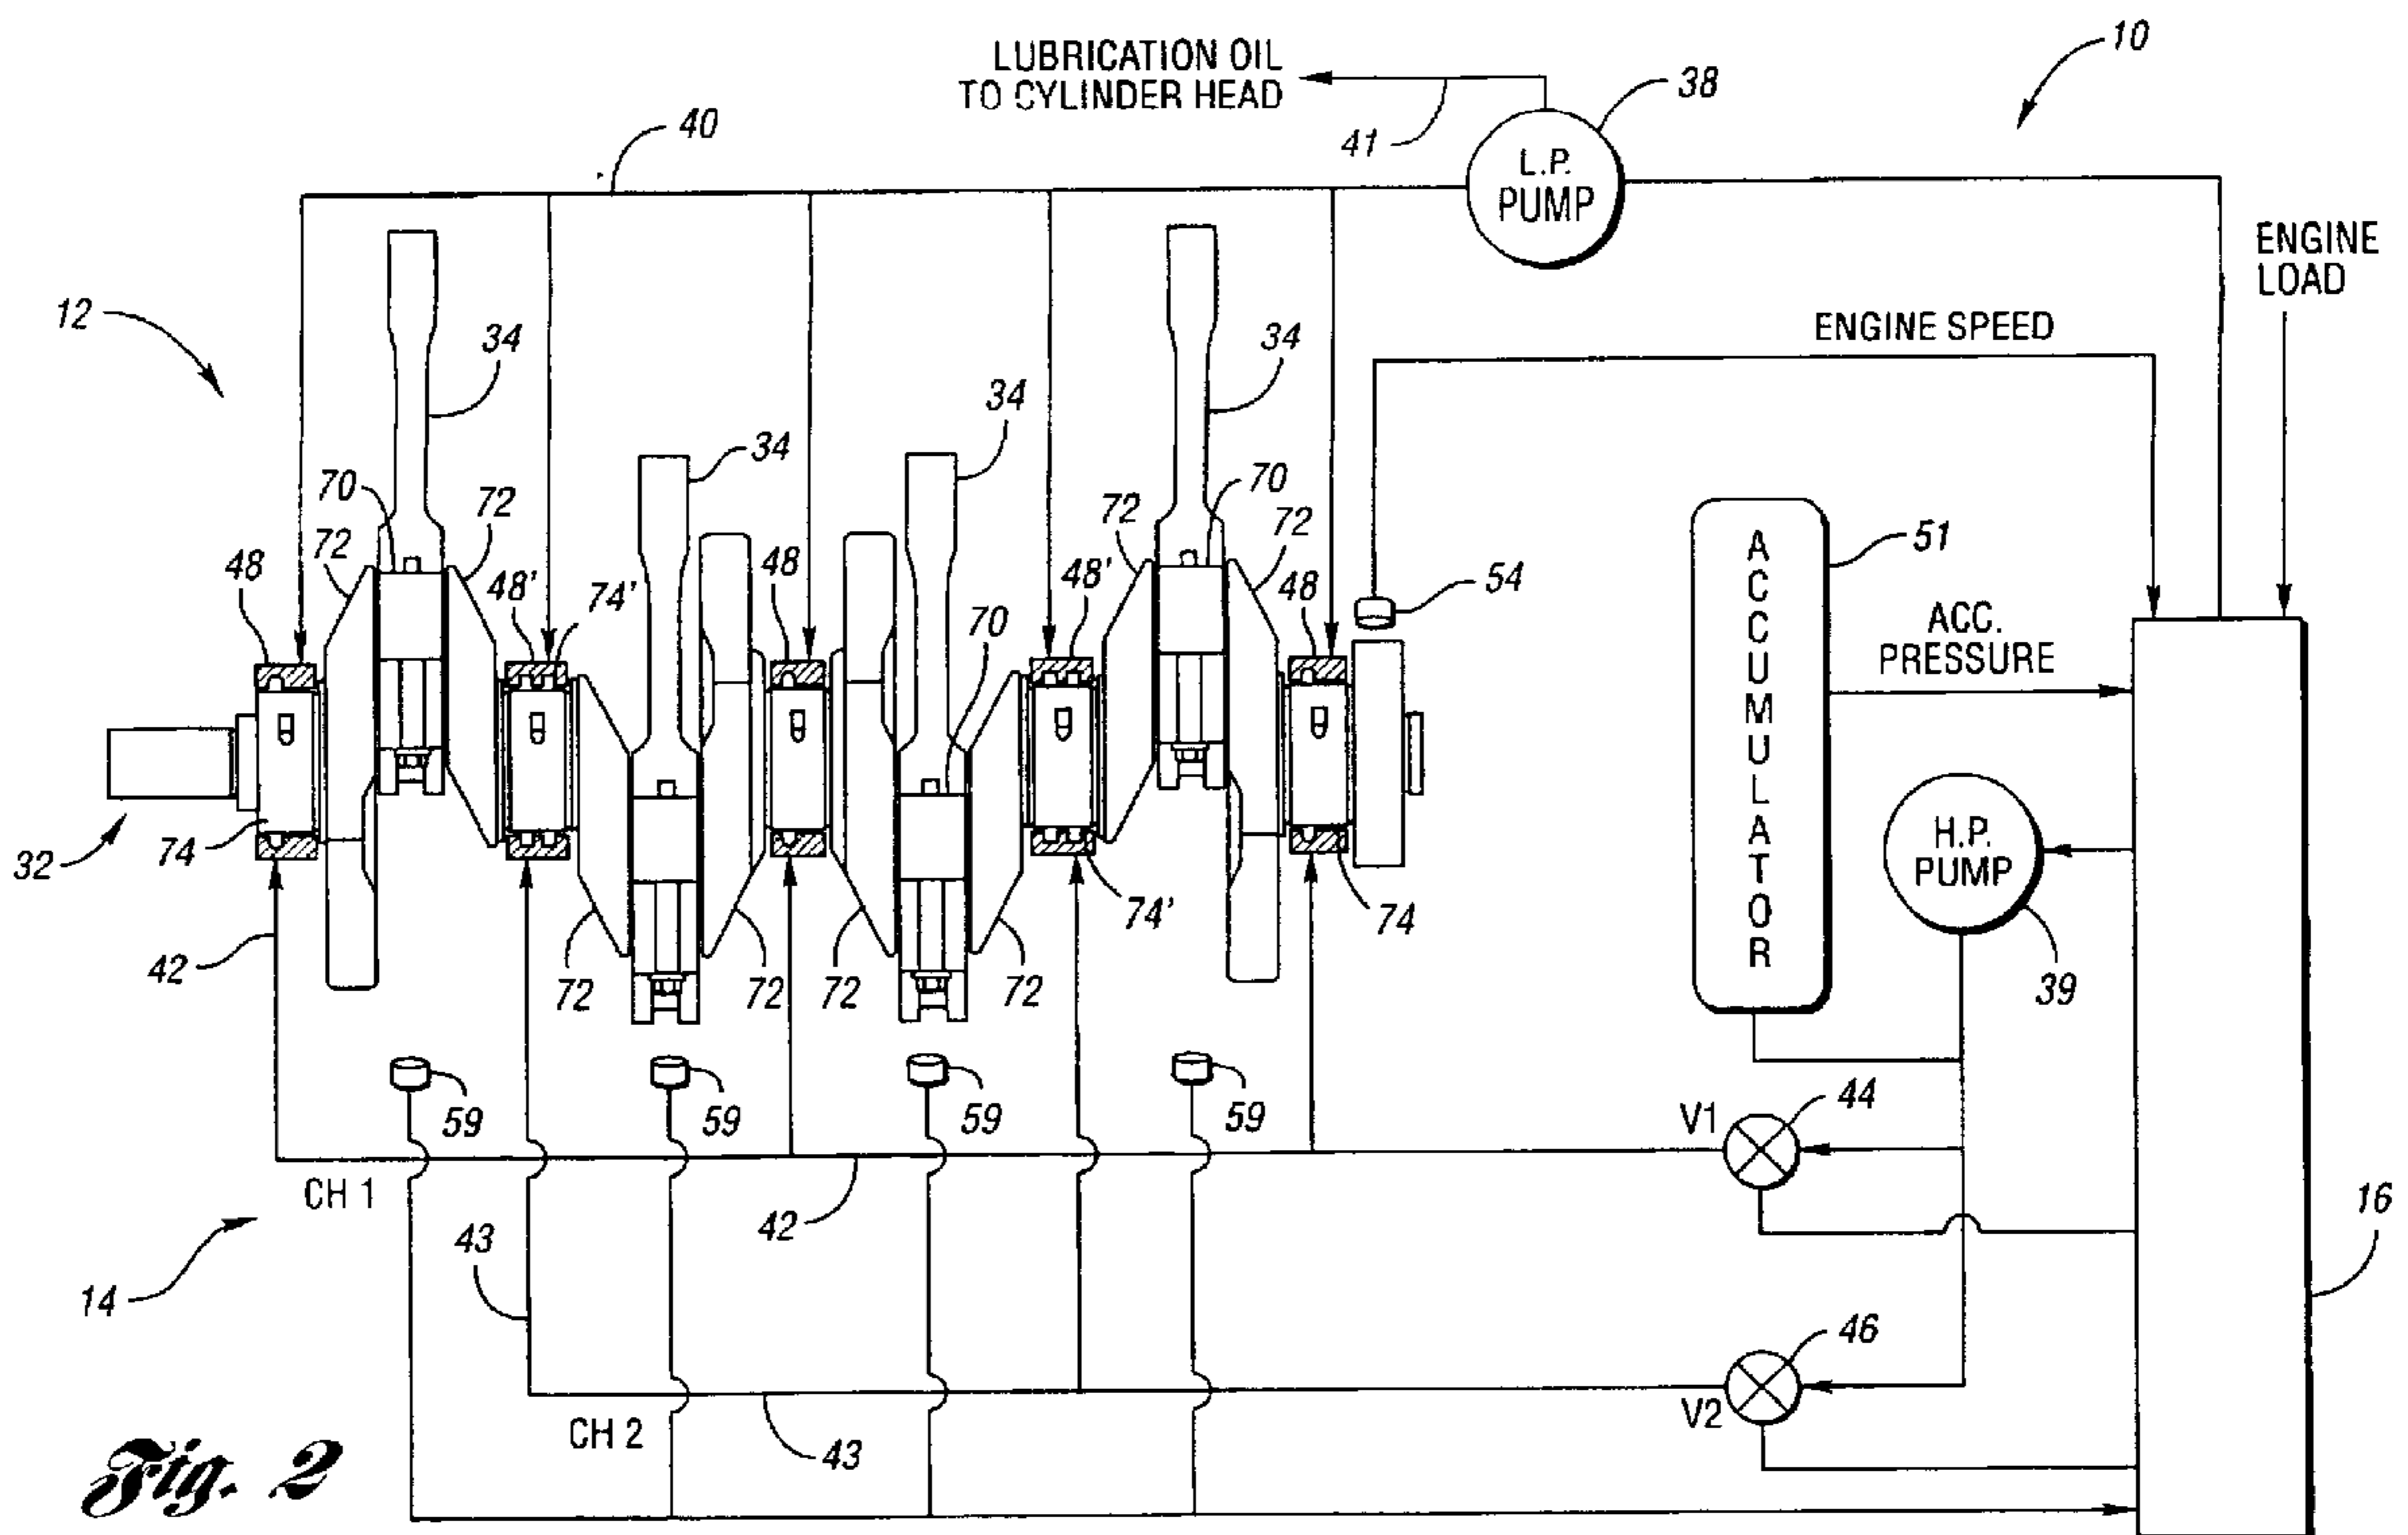 LUBRICATION OIL
TO CYLINDER HEAD
41
38
10
40
L.P.
PUMP
ENGINE
LOAD
ENGINE SPEED
12
34
34
34
34
70
72
72
48
48'
74'
48
70
48'
72
70
72
48
54
51
ACCUMULATOR
ACC.
PRESSURE
H.P.
PUMP
39
32
74
42
72
72
72
72
74'
74
59
59
59
59
V1
44
CH 1
42
16
14
43
V2
46
CH 2
43
Fig. 2